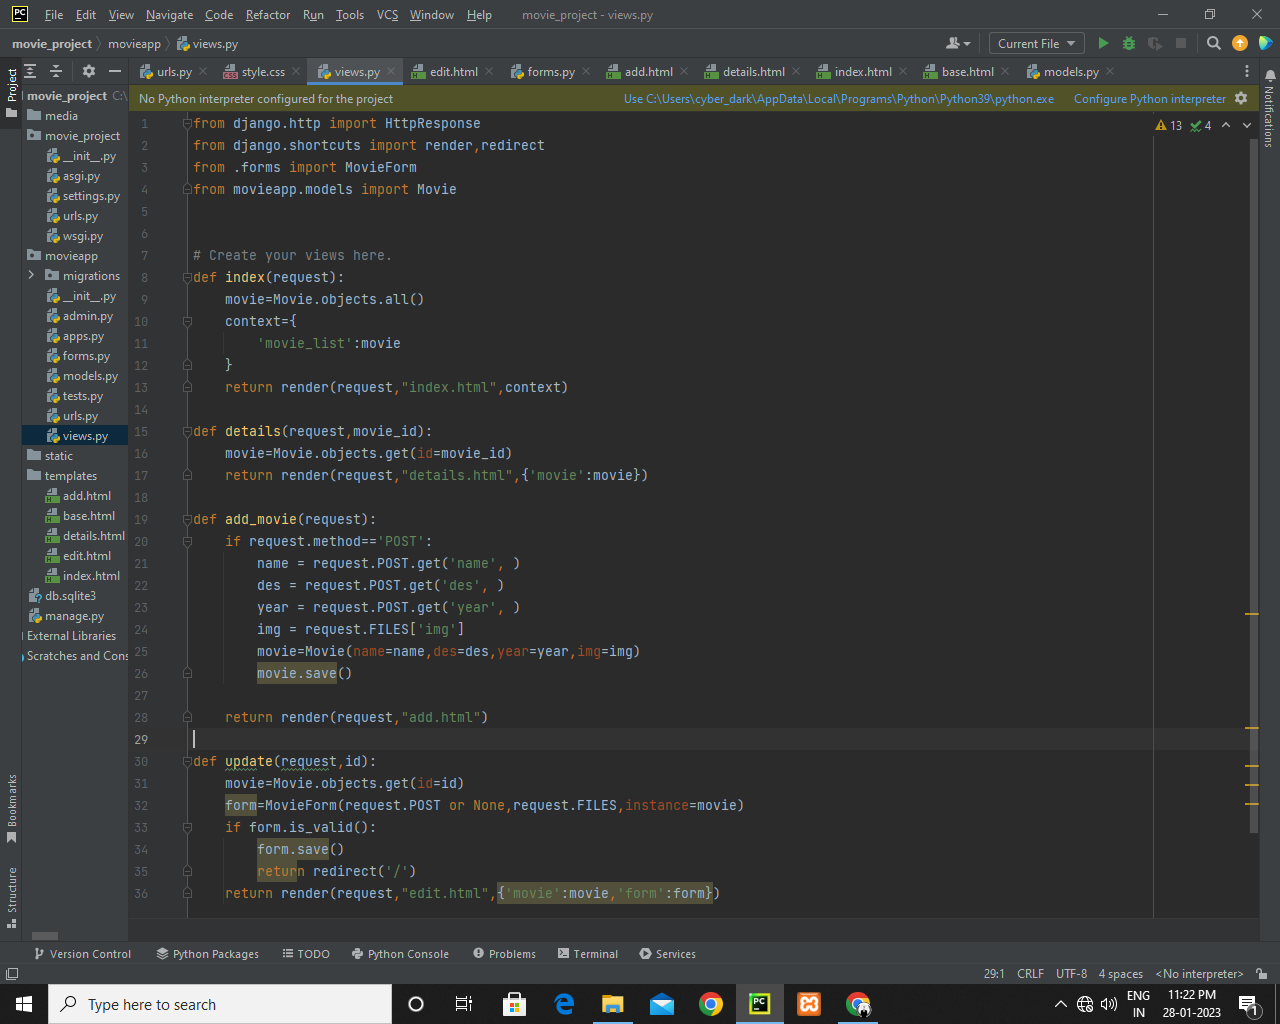 PC File Edit View Navigate Code Refactor Run Tools VCS Window Help movie_project - views.py
movie_project movieapp views.py Current File
Project urls.py style.css views.py edit.html forms.py add.html details.html index.html base.html models.py
movie_project C:\
No Python interpreter configured for the project Use C:\Users\cyber_dark\AppData\Local\Programs\Python\Python39\python.exe Configure Python interpreter
Notifications
13 4
media
movie_project
__init__.py
asgi.py
settings.py
urls.py
wsgi.py
movieapp
migrations
__init__.py
admin.py
apps.py
forms.py
models.py
tests.py
urls.py
views.py
static
templates
add.html
base.html
details.html
edit.html
index.html
db.sqlite3
manage.py
External Libraries
Scratches and Cons
1 from django.http import HttpResponse
2 from django.shortcuts import render,redirect
3 from .forms import MovieForm
4 from movieapp.models import Movie
5
6
7 # Create your views here.
8 def index(request):
9     movie=Movie.objects.all()
10     context={
11         'movie_list':movie
12     }
13     return render(request,"index.html",context)
14
15 def details(request,movie_id):
16     movie=Movie.objects.get(id=movie_id)
17     return render(request,"details.html",{'movie':movie})
18
19 def add_movie(request):
20     if request.method=='POST':
21         name = request.POST.get('name', )
22         des = request.POST.get('des', )
23         year = request.POST.get('year', )
24         img = request.FILES['img']
25         movie=Movie(name=name,des=des,year=year,img=img)
26         movie.save()
27
28     return render(request,"add.html")
29
30 def update(request,id):
31     movie=Movie.objects.get(id=id)
32     form=MovieForm(request.POST or None,request.FILES,instance=movie)
33     if form.is_valid():
34         form.save()
35         return redirect('/')
36     return render(request,"edit.html",{'movie':movie,'form':form})
Bookmarks
Structure
Version Control Python Packages TODO Python Console Problems Terminal Services
29:1 CRLF UTF-8 4 spaces <No interpreter>
Type here to search
PC
ENG
IN
11:22 PM
28-01-2023
1